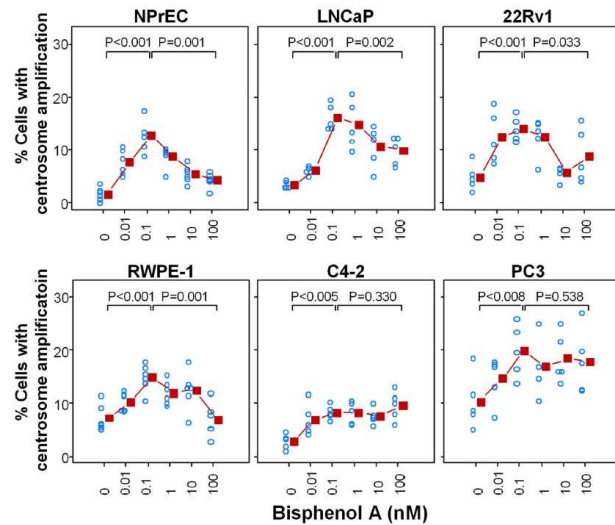 NPrEC LNCaP 22Rv1
P<0.001 P=0.001 P<0.001 P=0.002 P<0.001 P=0.033
% Cells with
centrosome amplification
30
20
10
0
0 0.01 0.1 1 10 100 0 0.01 0.1 1 10 100 0 0.01 0.1 1 10 100
RWPE-1 C4-2 PC3
P<0.001 P=0.001 P<0.005 P=0.330 P<0.008 P=0.538
% Cells with
centrosome amplificatoin
30
20
10
0
0 0.01 0.1 1 10 100 0 0.01 0.1 1 10 100 0 0.01 0.1 1 10 100
Bisphenol A (nM)